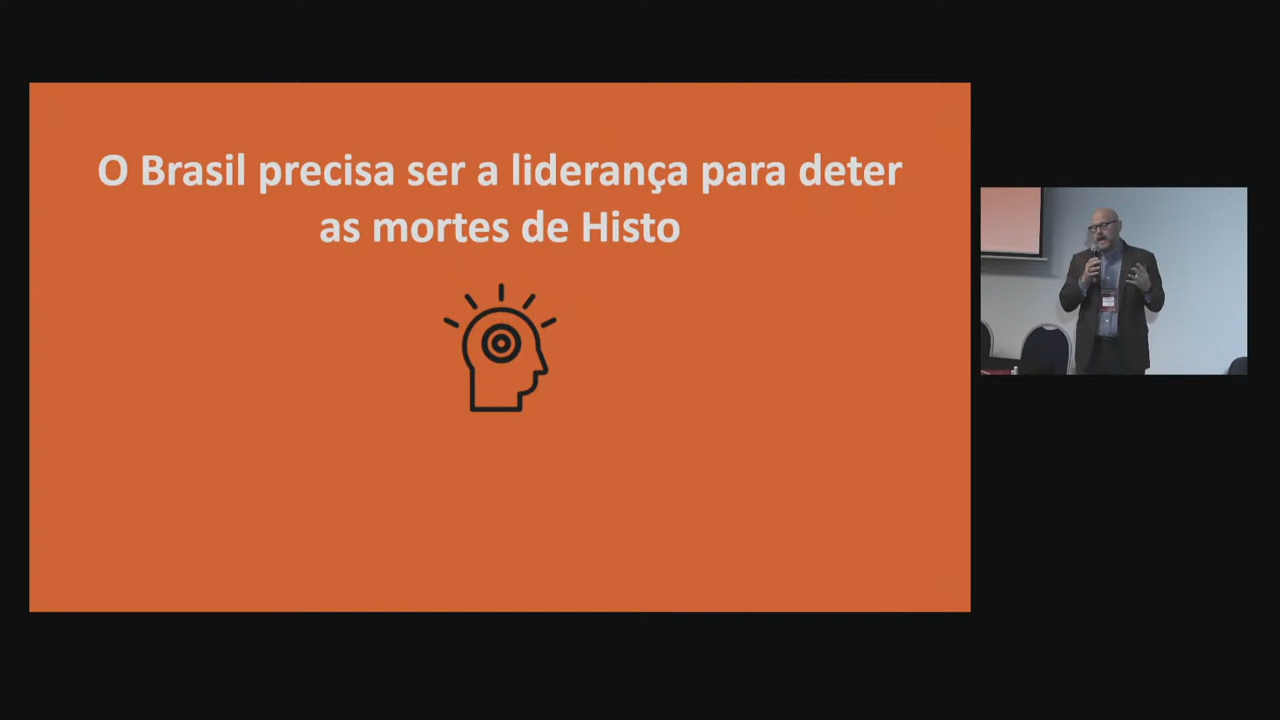 O Brasil precisa ser a liderança para deter
as mortes de Histo